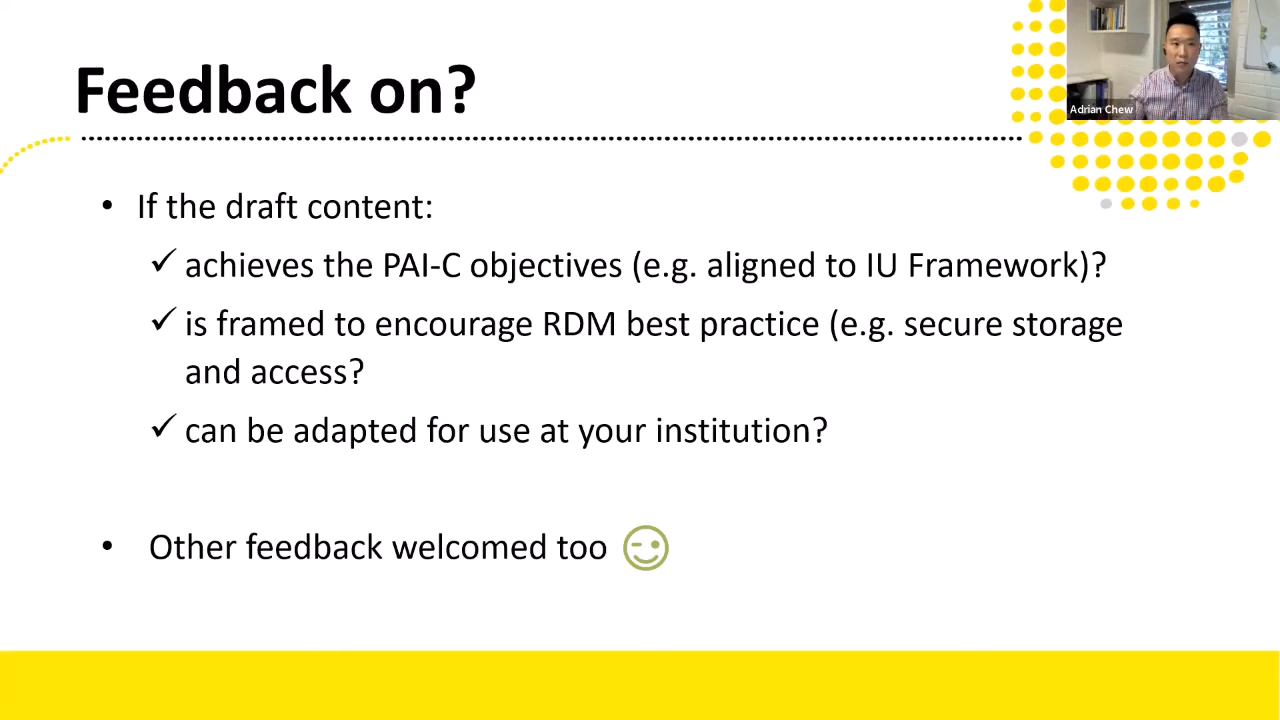 Feedback on?
Adrian Chew
• If the draft content:
✓ achieves the PAI-C objectives (e.g. aligned to IU Framework)?
✓ is framed to encourage RDM best practice (e.g. secure storage
and access?
✓ can be adapted for use at your institution?
• Other feedback welcomed too